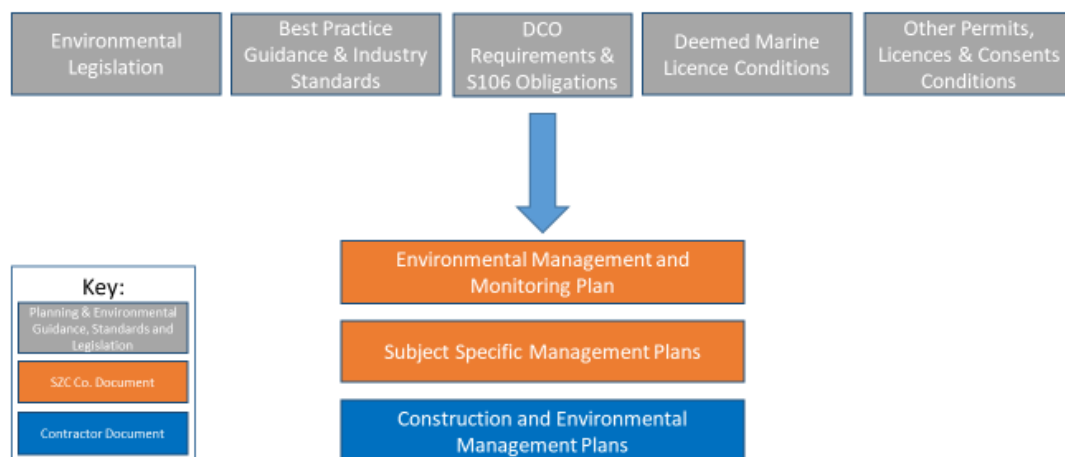 Environmental
Legislation
Best Practice
Guidance & Industry
Standards
DCO
Requirements &
S106 Obligations
Deemed Marine
Licence Conditions
Other Permits,
Licences & Consents
Conditions
Environmental Management and
Monitoring Plan
Subject Specific Management Plans
Construction and Environmental
Management Plans
Key:
Planning & Environmental
Guidance, Standards and
Legislation
SZC Co. Document
Contractor Document